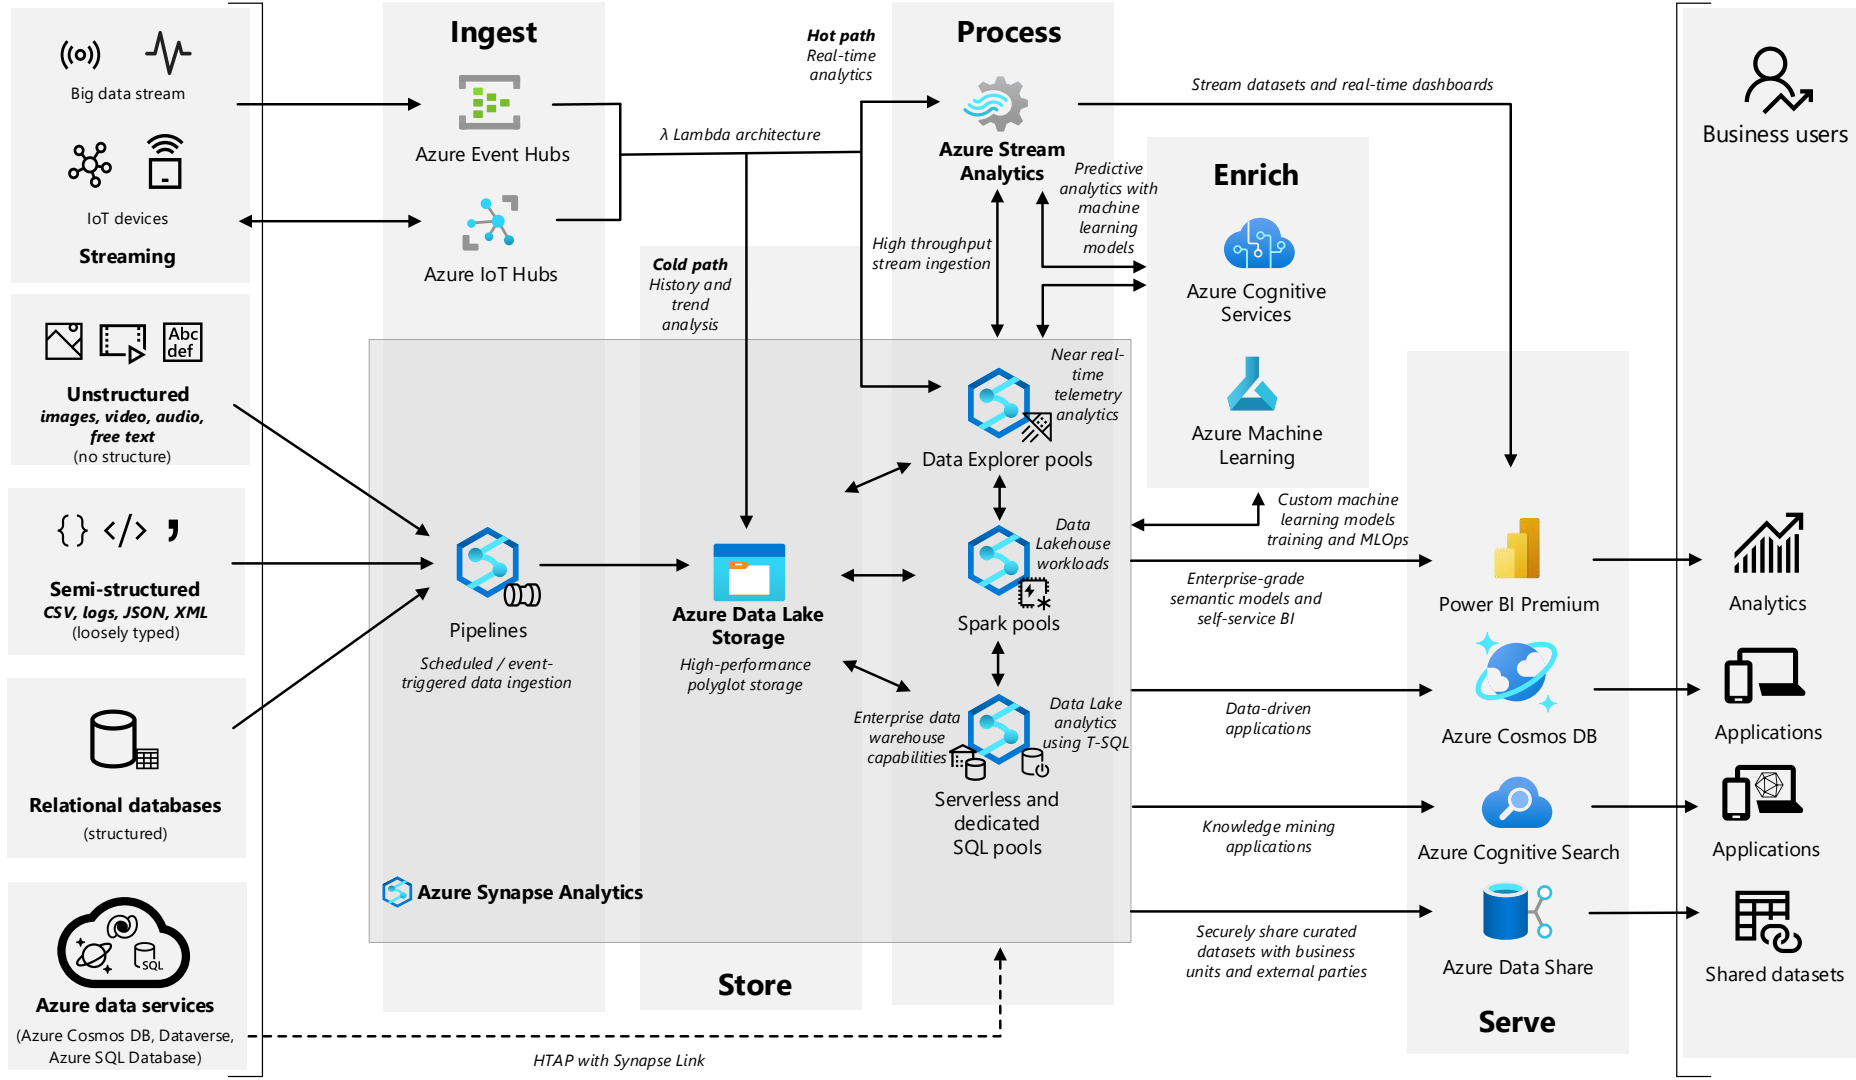 Big data stream
IoT devices
Streaming
Abc
def
Unstructured
images, video, audio,
free text
(no structure)
{ } </> ,
Semi-structured
CSV, logs, JSON, XML
(loosely typed)
Relational databases
(structured)
SQL
Azure data services
(Azure Cosmos DB, Dataverse,
Azure SQL Database)
Ingest
Azure Event Hubs
Azure IoT Hubs
λ Lambda architecture
Hot path
Real-time
analytics
Cold path
History and
trend
analysis
Pipelines
Scheduled / event-
triggered data ingestion
Azure Synapse Analytics
HTAP with Synapse Link
Azure Data Lake
Storage
High-performance
polyglot storage
Store
Process
Azure Stream
Analytics
High throughput
stream ingestion
Predictive
analytics with
machine
learning
models
Near real-
time
telemetry
analytics
Data Explorer pools
Data
Lakehouse
workloads
Spark pools
Enterprise data
warehouse
capabilities
Data Lake
analytics
using T-SQL
Serverless and
dedicated
SQL pools
Stream datasets and real-time dashboards
Enrich
Azure Cognitive
Services
Azure Machine
Learning
Custom machine
learning models
training and MLOps
Enterprise-grade
semantic models and
self-service BI
Data-driven
applications
Knowledge mining
applications
Securely share curated
datasets with business
units and external parties
Power BI Premium
Azure Cosmos DB
Azure Cognitive Search
Azure Data Share
Serve
Business users
Analytics
Applications
Applications
Shared datasets